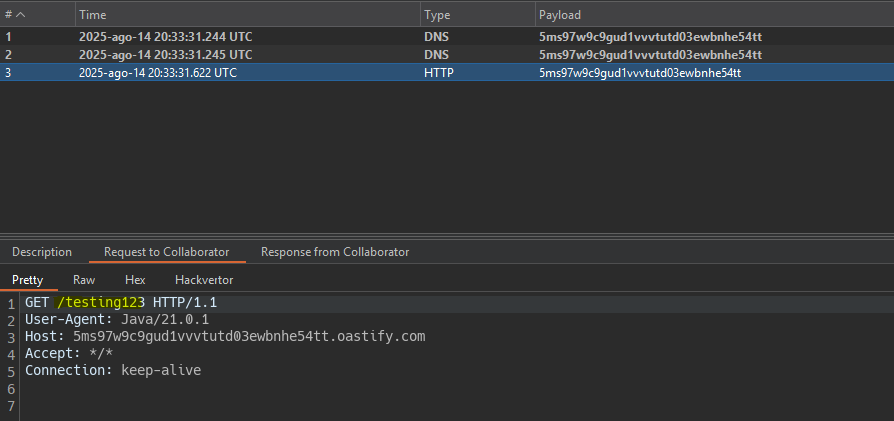 # Time Type Payload
1 2025-ago-14 20:33:31.244 UTC DNS 5ms97w9c9gud1vvvtutd03ewbnhe54tt
2 2025-ago-14 20:33:31.245 UTC DNS 5ms97w9c9gud1vvvtutd03ewbnhe54tt
3 2025-ago-14 20:33:31.622 UTC HTTP 5ms97w9c9gud1vvvtutd03ewbnhe54tt
Description Request to Collaborator Response from Collaborator
Pretty Raw Hex Hackvertor
1 GET /testing123 HTTP/1.1
2 User-Agent: Java/21.0.1
3 Host: 5ms97w9c9gud1vvvtutd03ewbnhe54tt.oastify.com
4 Accept: */*
5 Connection: keep-alive
6
7